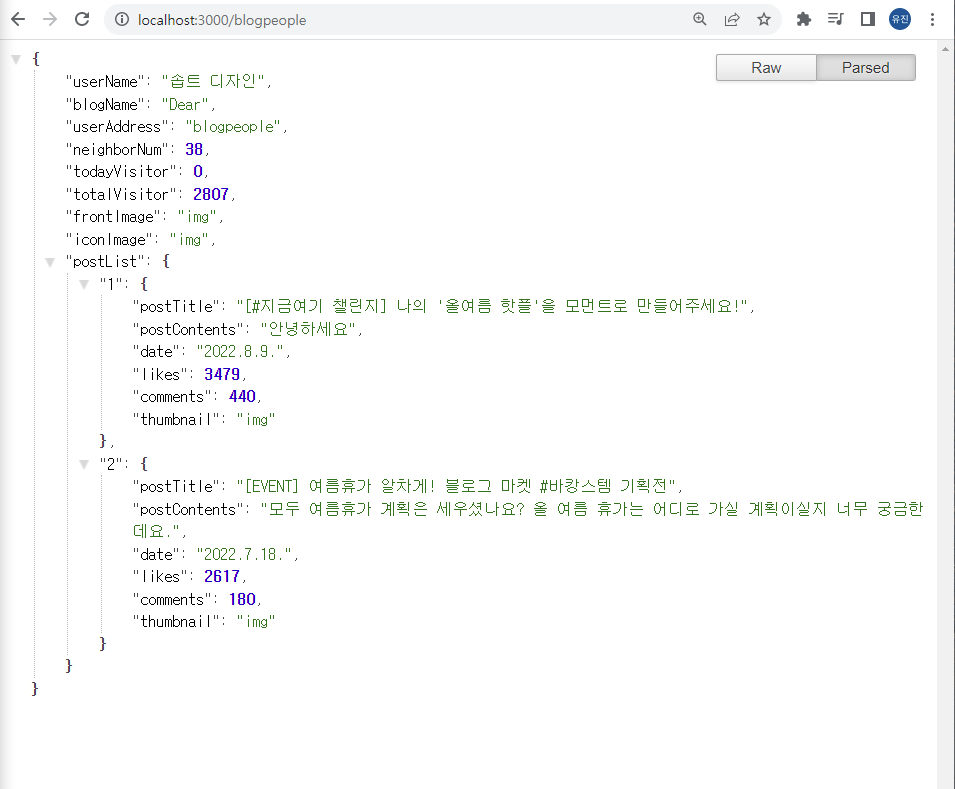 localhost:3000/blogpeople
유진
Raw
Parsed
{
"userName": "솝트 디자인",
"blogName": "Dear",
"userAddress": "blogpeople",
"neighborNum": 38,
"todayVisitor": 0,
"totalVisitor": 2807,
"frontImage": "img",
"iconImage": "img",
"postList": {
"1": {
"postTitle": "[#지금여기 챌린지] 나의 '올여름 핫플'을 모먼트로 만들어주세요!",
"postContents": "안녕하세요",
"date": "2022.8.9.",
"likes": 3479,
"comments": 440,
"thumbnail": "img"
},
"2": {
"postTitle": "[EVENT] 여름휴가 알차게! 블로그 마켓 #바캉스템 기획전",
"postContents": "모두 여름휴가 계획은 세우셨나요? 올 여름 휴가는 어디로 가실 계획이실지 너무 궁금한
데요.",
"date": "2022.7.18.",
"likes": 2617,
"comments": 180,
"thumbnail": "img"
}
}
}